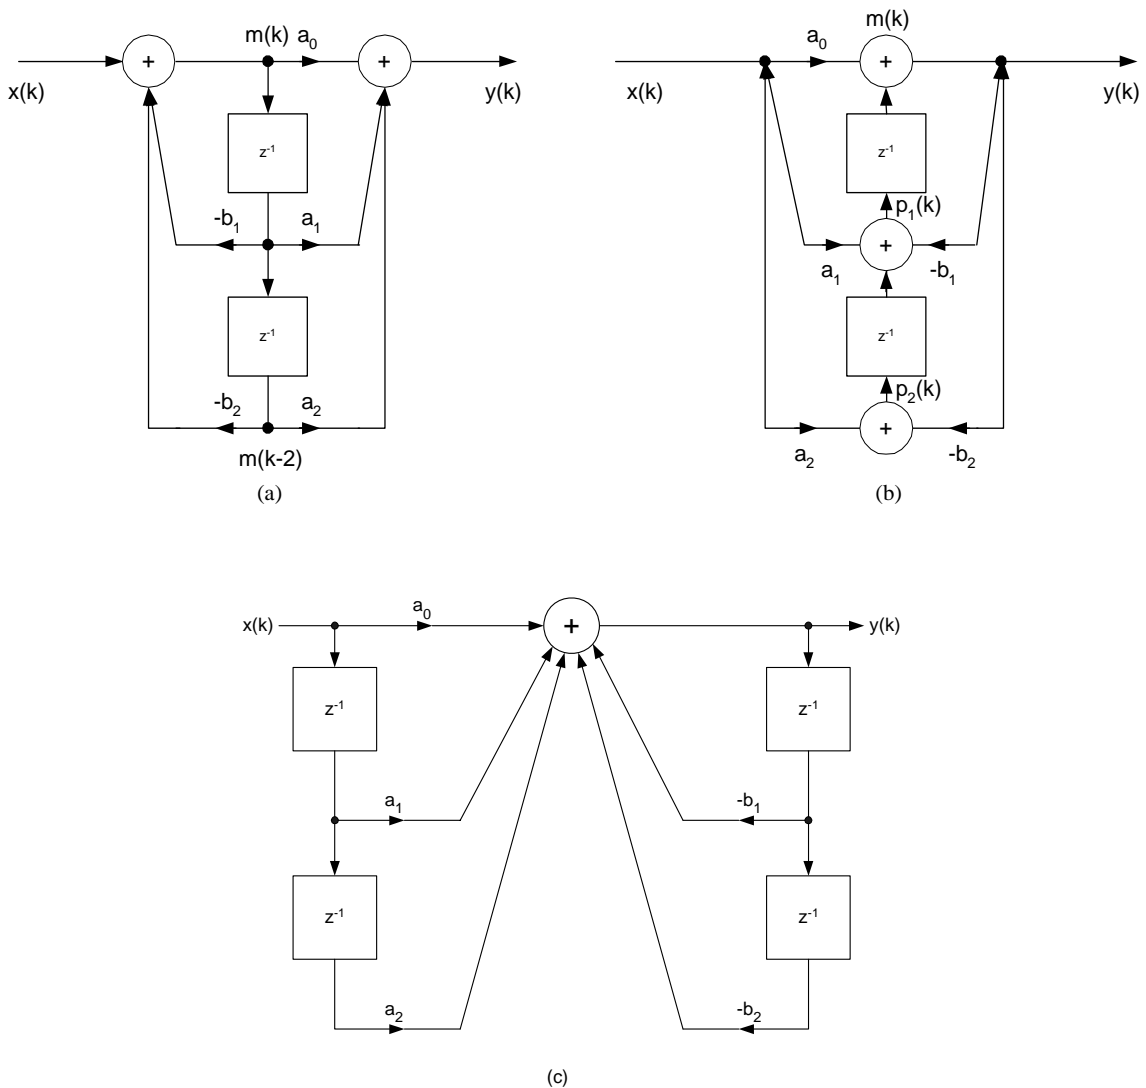 m(k) a₀
+ +
x(k) y(k)
z⁻¹
-b₁ a₁
z⁻¹
-b₂ a₂
m(k-2)
(a)
m(k)
a₀
+
x(k) y(k)
z⁻¹
p₁(k)
+
a₁ -b₁
z⁻¹
p₂(k)
+
a₂ -b₂
(b)
a₀
x(k) + y(k)
z⁻¹ z⁻¹
a₁ -b₁
z⁻¹ z⁻¹
a₂ -b₂
(c)